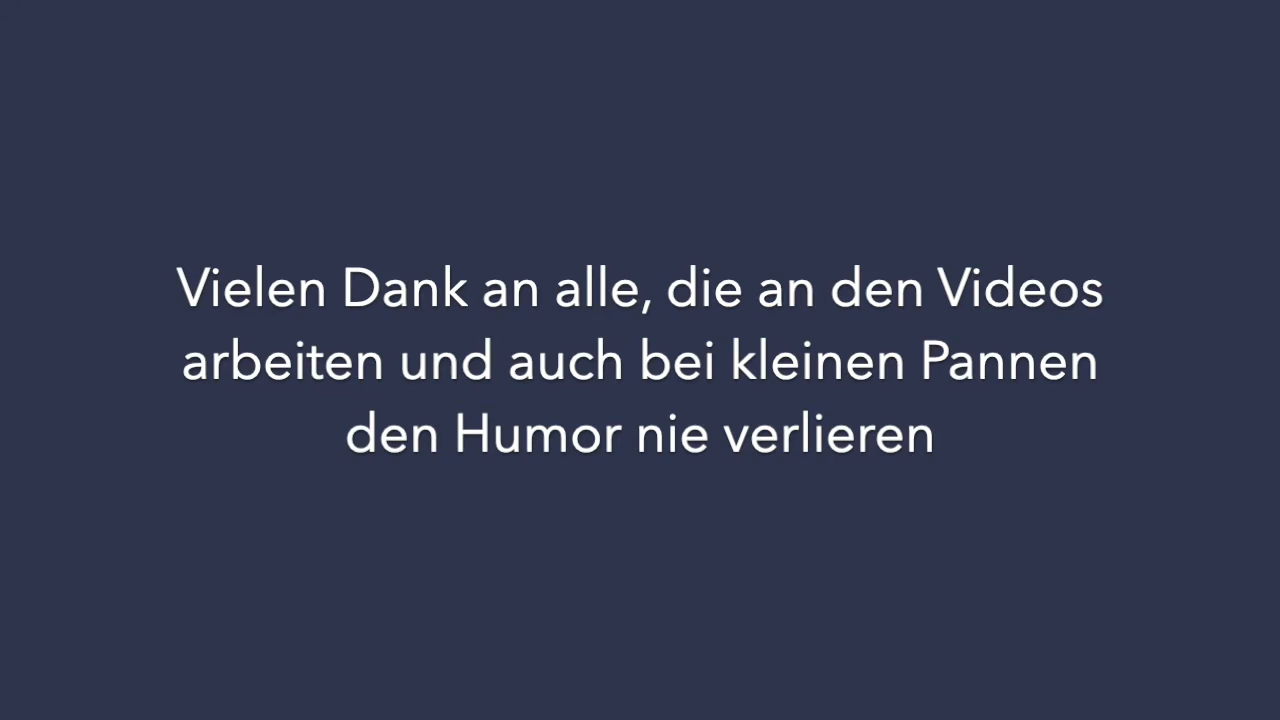 Vielen Dank an alle, die an den Videos
arbeiten und auch bei kleinen Pannen
den Humor nie verlieren